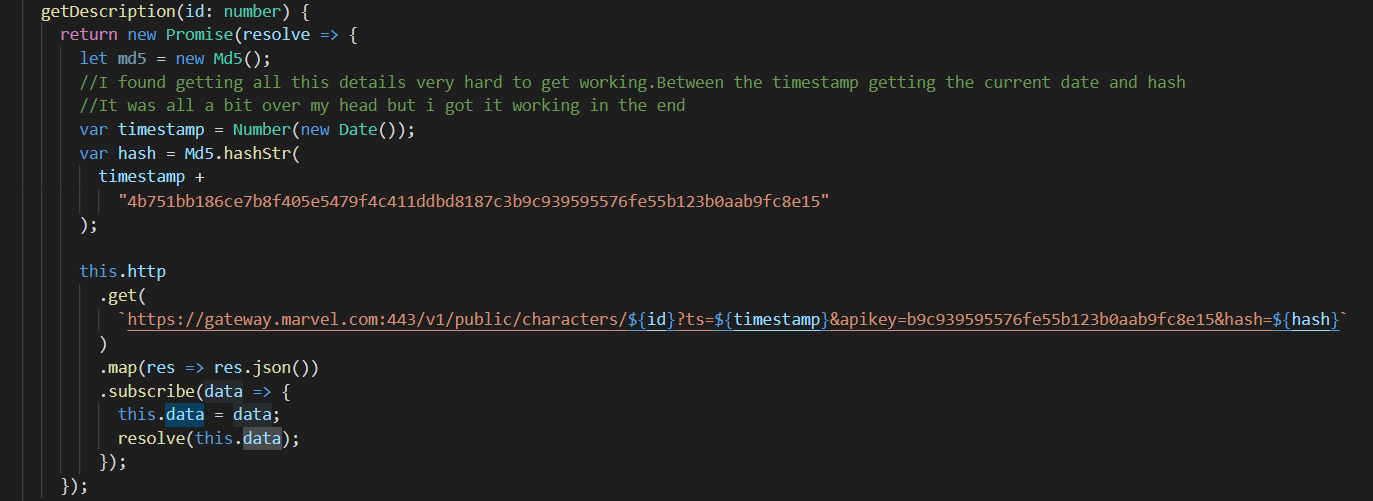 getDescription(id: number) {
return new Promise(resolve => {
let md5 = new Md5();
//I found getting all this details very hard to get working.Between the timestamp getting the current date and hash
//It was all a bit over my head but i got it working in the end
var timestamp = Number(new Date());
var hash = Md5.hashStr(
timestamp +
"4b751bb186ce7b8f405e5479f4c411ddbd8187c3b9c939595576fe55b123b0aab9fc8e15"
);
this.http
.get(
`https://gateway.marvel.com:443/v1/public/characters/${id}?ts=${timestamp}&apikey=b9c939595576fe55b123b0aab9fc8e15&hash=${hash}`
)
.map(res => res.json())
.subscribe(data => {
this.data = data;
resolve(this.data);
});
});